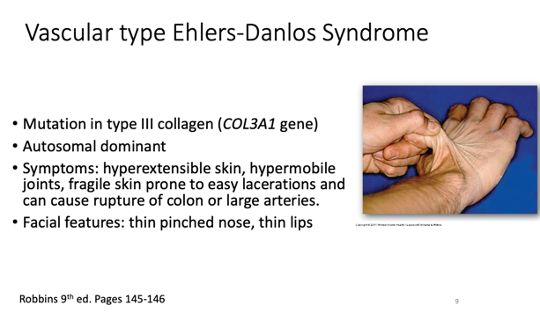 Vascular type Ehlers-Danlos Syndrome
• Mutation in type III collagen (COL3A1 gene)
• Autosomal dominant
• Symptoms: hyperextensible skin, hypermobile
joints, fragile skin prone to easy lacerations and
can cause rupture of colon or large arteries.
• Facial features: thin pinched nose, thin lips
Robbins 9th ed. Pages 145-146
9